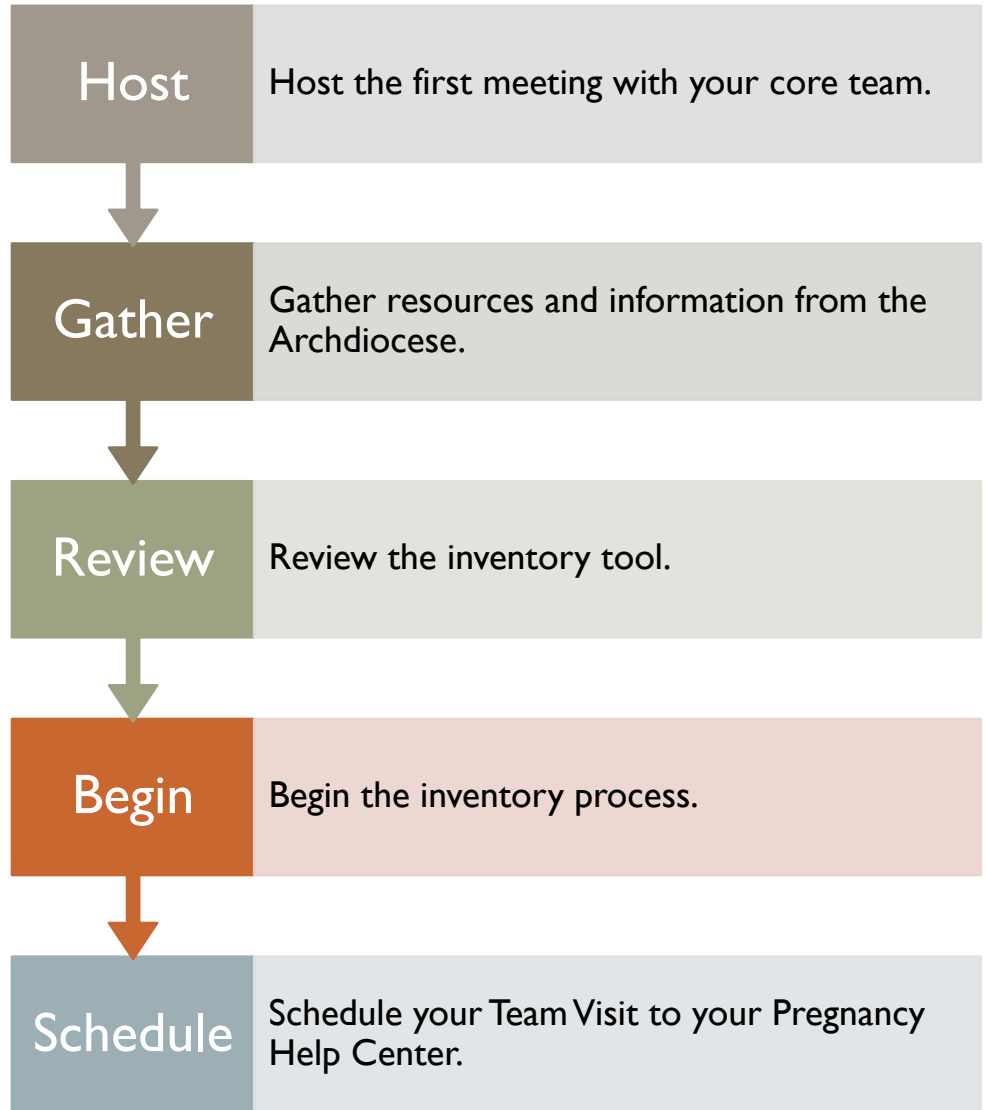 Host
Host the first meeting with your core team.
Gather
Gather resources and information from the
Archdiocese.
Review
Review the inventory tool.
Begin
Begin the inventory process.
Schedule
Schedule your Team Visit to your Pregnancy
Help Center.